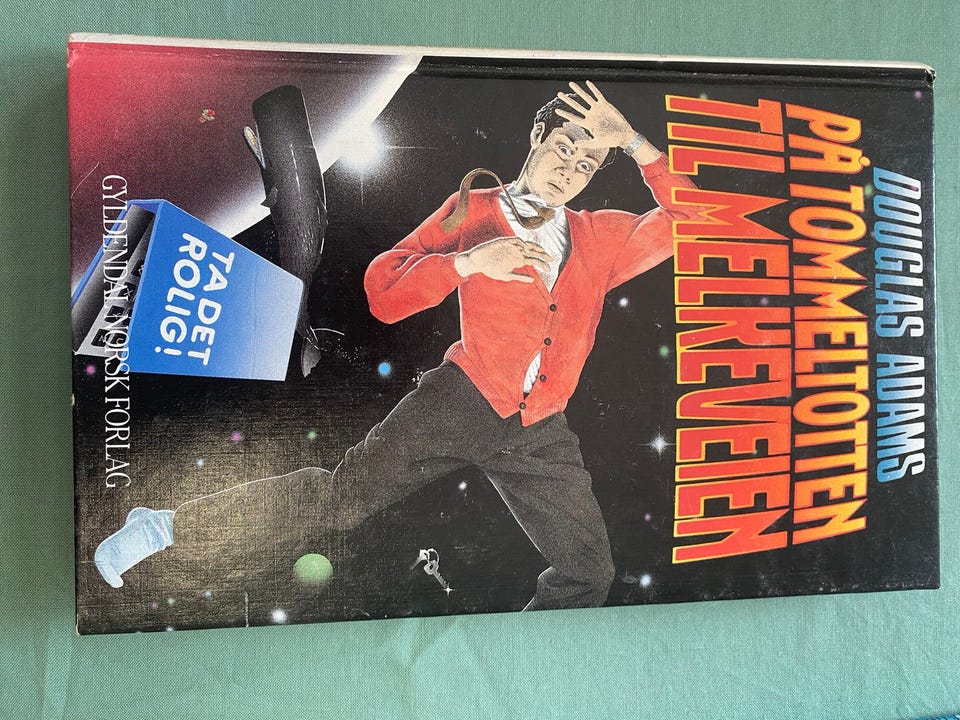 DOUGLAS ADAMS
PÅ TOMMELTOTTEN
TIL MELKEVEIEN
TA DET
ROLIG!
GYLDENDAL NORSK FORLAG